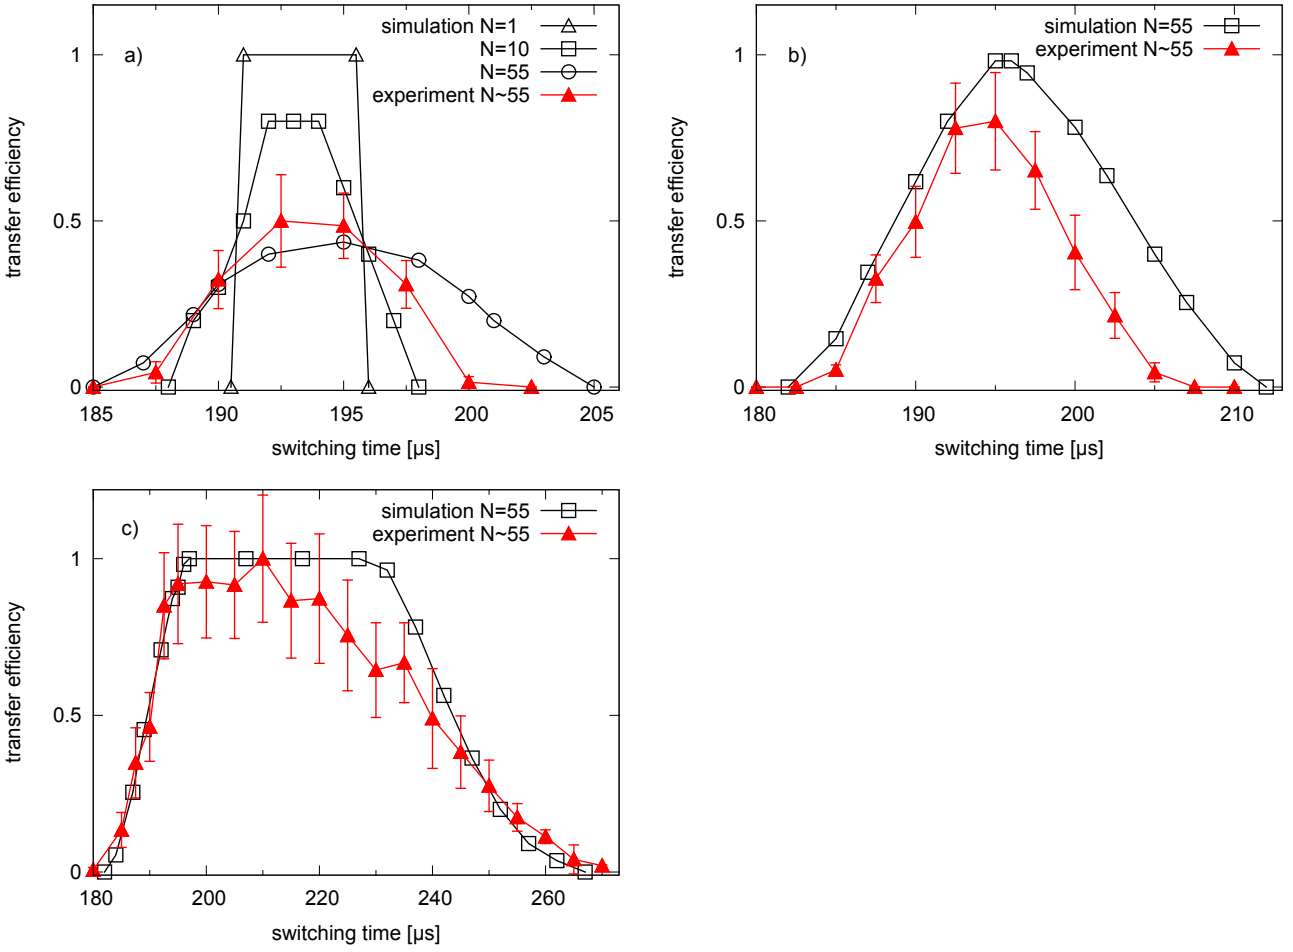 a)
simulation N=1
N=10
N=55
experiment N~55
transfer efficiency
1
0.5
0
185 190 195 200 205
switching time [µs]
b)
simulation N=55
experiment N~55
transfer efficiency
1
0.5
0
180 190 200 210
switching time [µs]
c)
simulation N=55
experiment N~55
transfer efficiency
1
0.5
0
180 200 220 240 260
switching time [µs]